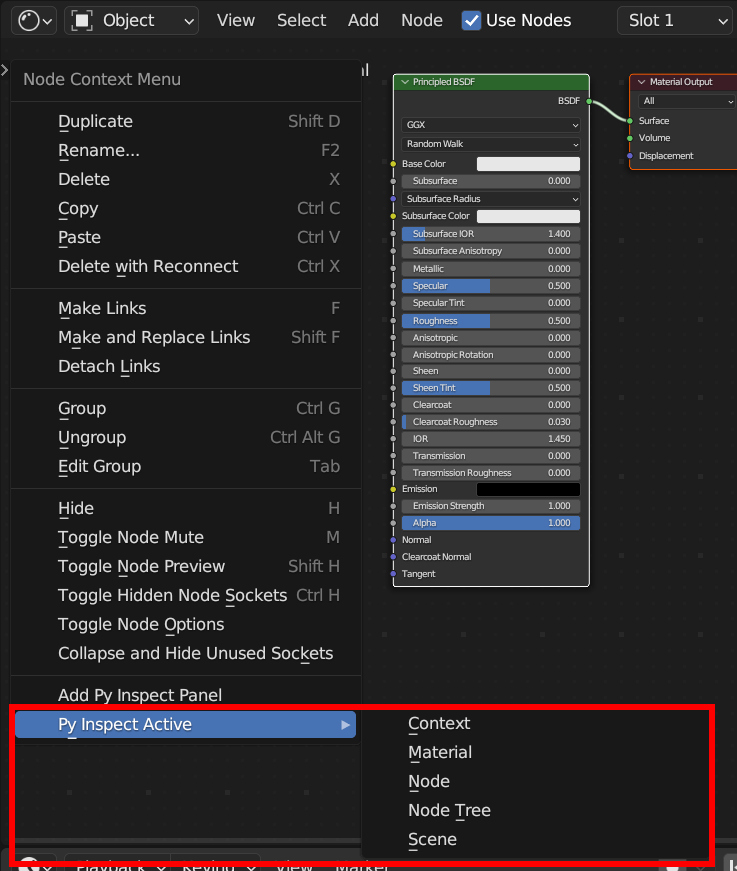 Object View Select Add Node Use Nodes Slot 1
Node Context Menu
Duplicate Shift D
Rename... F2
Delete X
Copy Ctrl C
Paste Ctrl V
Delete with Reconnect Ctrl X
Make Links F
Make and Replace Links Shift F
Detach Links
Group Ctrl G
Ungroup Ctrl Alt G
Edit Group Tab
Hide H
Toggle Node Mute M
Toggle Node Preview Shift H
Toggle Hidden Node Sockets Ctrl H
Toggle Node Options
Collapse and Hide Unused Sockets
Add Py Inspect Panel
Py Inspect Active
Context
Material
Node
Node Tree
Scene
Principled BSDF
BSDF
GGX
Random Walk
Base Color
Subsurface 0.000
Subsurface Radius
Subsurface Color
Subsurface IOR 1.400
Subsurface Anisotropy 0.000
Metallic 0.000
Specular 0.500
Specular Tint 0.000
Roughness 0.500
Anisotropic 0.000
Anisotropic Rotation 0.000
Sheen 0.000
Sheen Tint 0.500
Clearcoat 0.000
Clearcoat Roughness 0.030
IOR 1.450
Transmission 0.000
Transmission Roughness 0.000
Emission
Emission Strength 1.000
Alpha 1.000
Normal
Clearcoat Normal
Tangent
Material Output
All
Surface
Volume
Displacement
Playback Keying View Marker